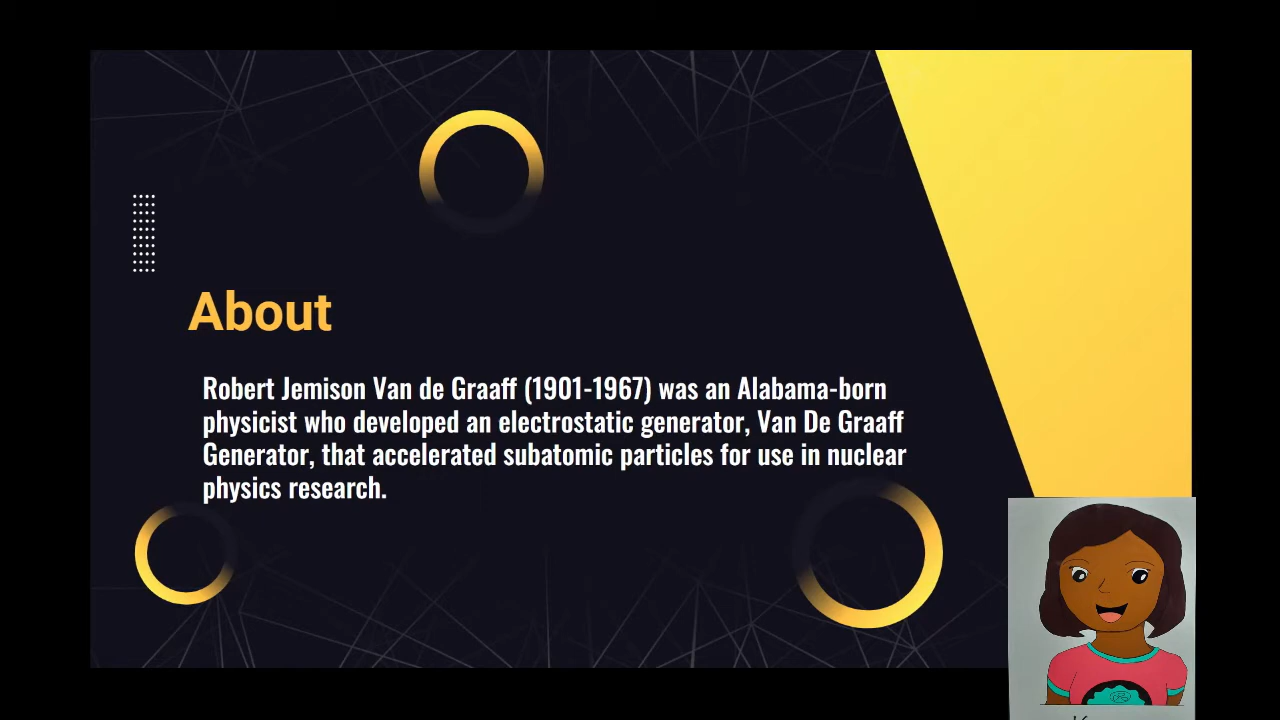 About
Robert Jemison Van de Graaff (1901-1967) was an Alabama-born
physicist who developed an electrostatic generator, Van De Graaff
Generator, that accelerated subatomic particles for use in nuclear
physics research.